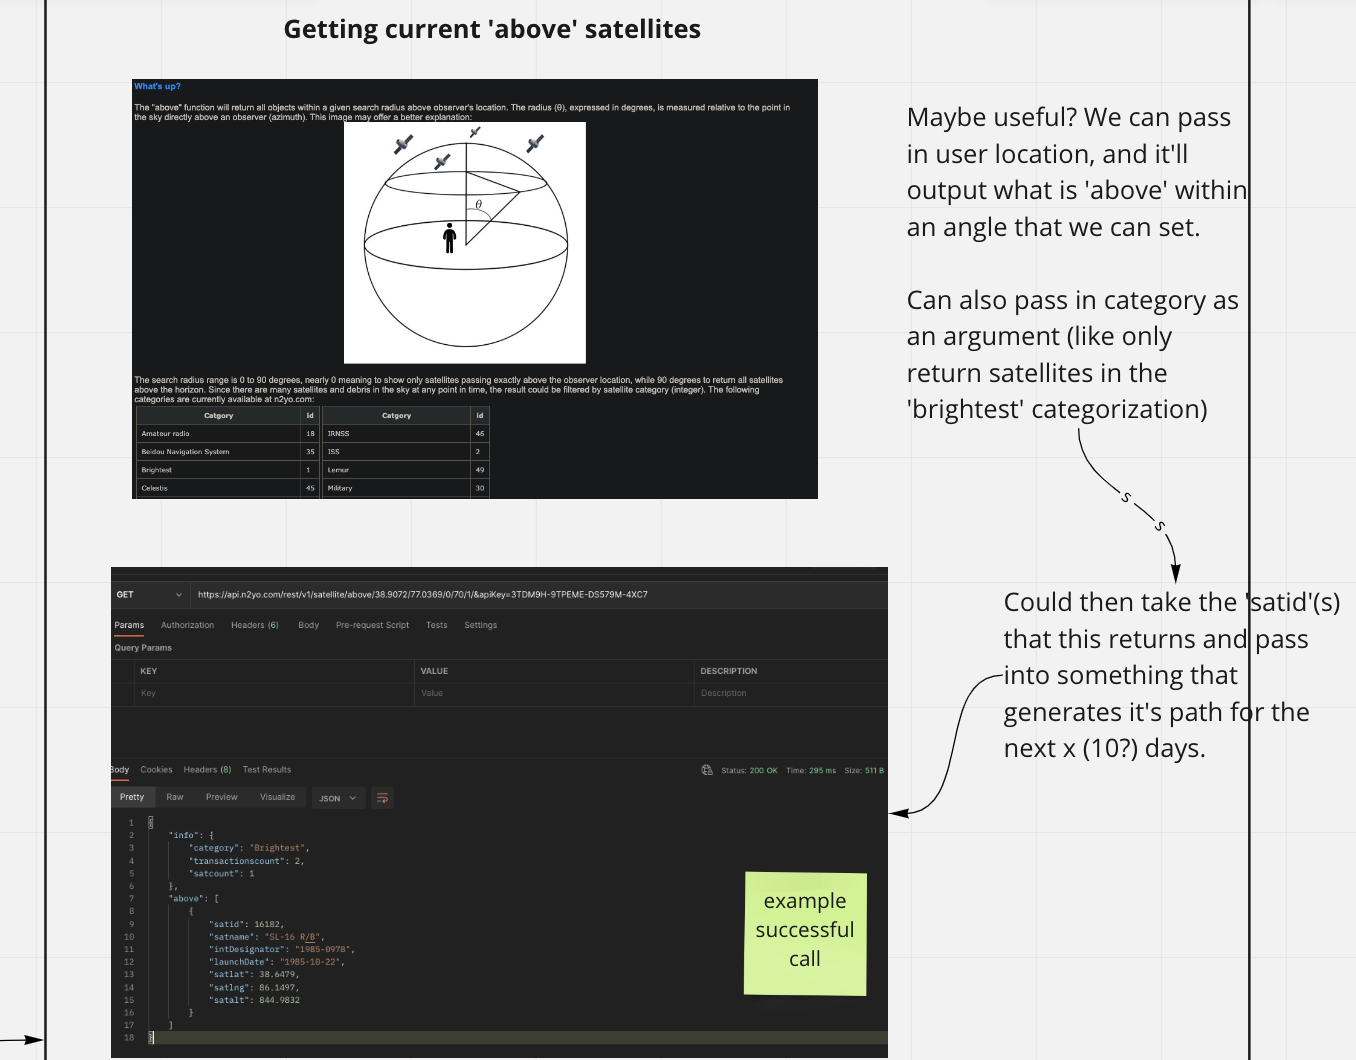 Getting current 'above' satellites
What's up?
The "above" function will return all objects within a given search radius above observer's location. The radius (θ), expressed in degrees, is measured relative to the point in
the sky directly above an observer (azimuth). This image may offer a better explanation:
θ
The search radius range is 0 to 90 degrees, nearly 0 meaning to show only satellites passing exactly above the observer location, while 90 degrees to return all satellites
above the horizon. Since there are many satellites and debris in the sky at any point in time, the result could be filtered by satellite category (integer). The following
categories are currently available at n2yo.com:
Catgory id Catgory id
Amateur radio 18 IRNSS 46
Beidou Navigation System 35 ISS 2
Brightest 1 Lemur 49
Celestis 45 Military 30
Maybe useful? We can pass
in user location, and it'll
output what is 'above' within
an angle that we can set.
Can also pass in category as
an argument (like only
return satellites in the
'brightest' categorization)
s
s
Could then take the 'satid'(s)
that this returns and pass
into something that
generates it's path for the
next x (10?) days.
GET https://api.n2yo.com/rest/v1/satellite/above/38.9072/77.0369/0/70/1/&apiKey=3TDM9H-9TPEME-DS579M-4XC7
Params Authorization Headers (6) Body Pre-request Script Tests Settings
Query Params
KEY VALUE DESCRIPTION
Key Value Description
Body Cookies Headers (8) Test Results Status: 200 OK Time: 295 ms Size: 511 B
Pretty Raw Preview Visualize JSON
1 {
2 "info": {
3 "category": "Brightest",
4 "transactionscount": 2,
5 "satcount": 1
6 },
7 "above": [
8 {
9 "satid": 16182,
10 "satname": "SL-16 R/B",
11 "intDesignator": "1985-097B",
12 "launchDate": "1985-10-22",
13 "satlat": 38.6479,
14 "satlng": 86.1497,
15 "satalt": 844.9832
16 }
17 ]
18 }
example
successful
call